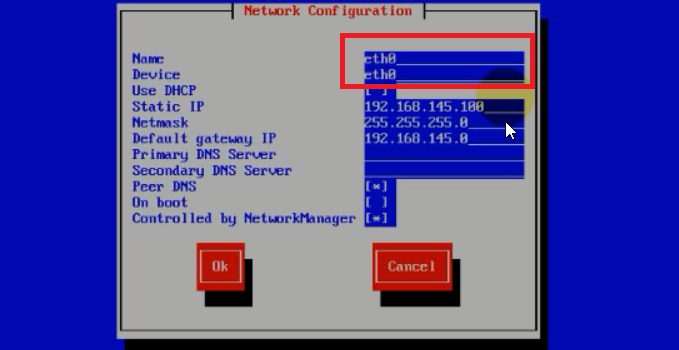 Network Configuration
Name eth0
Device eth0
Use DHCP [ ]
Static IP 192.168.145.100
Netmask 255.255.255.0
Default gateway IP 192.168.145.0
Primary DNS Server
Secondary DNS Server
Peer DNS [*]
On boot [ ]
Controlled by NetworkManager [*]
Ok Cancel